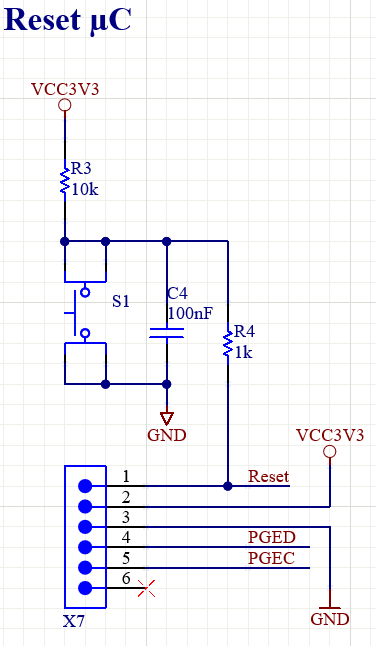 Reset µC
VCC3V3
R3
10k
S1
C4
100nF
R4
1k
GND
VCC3V3
1
Reset
2
3
4
PGED
5
PGEC
6
X7
GND